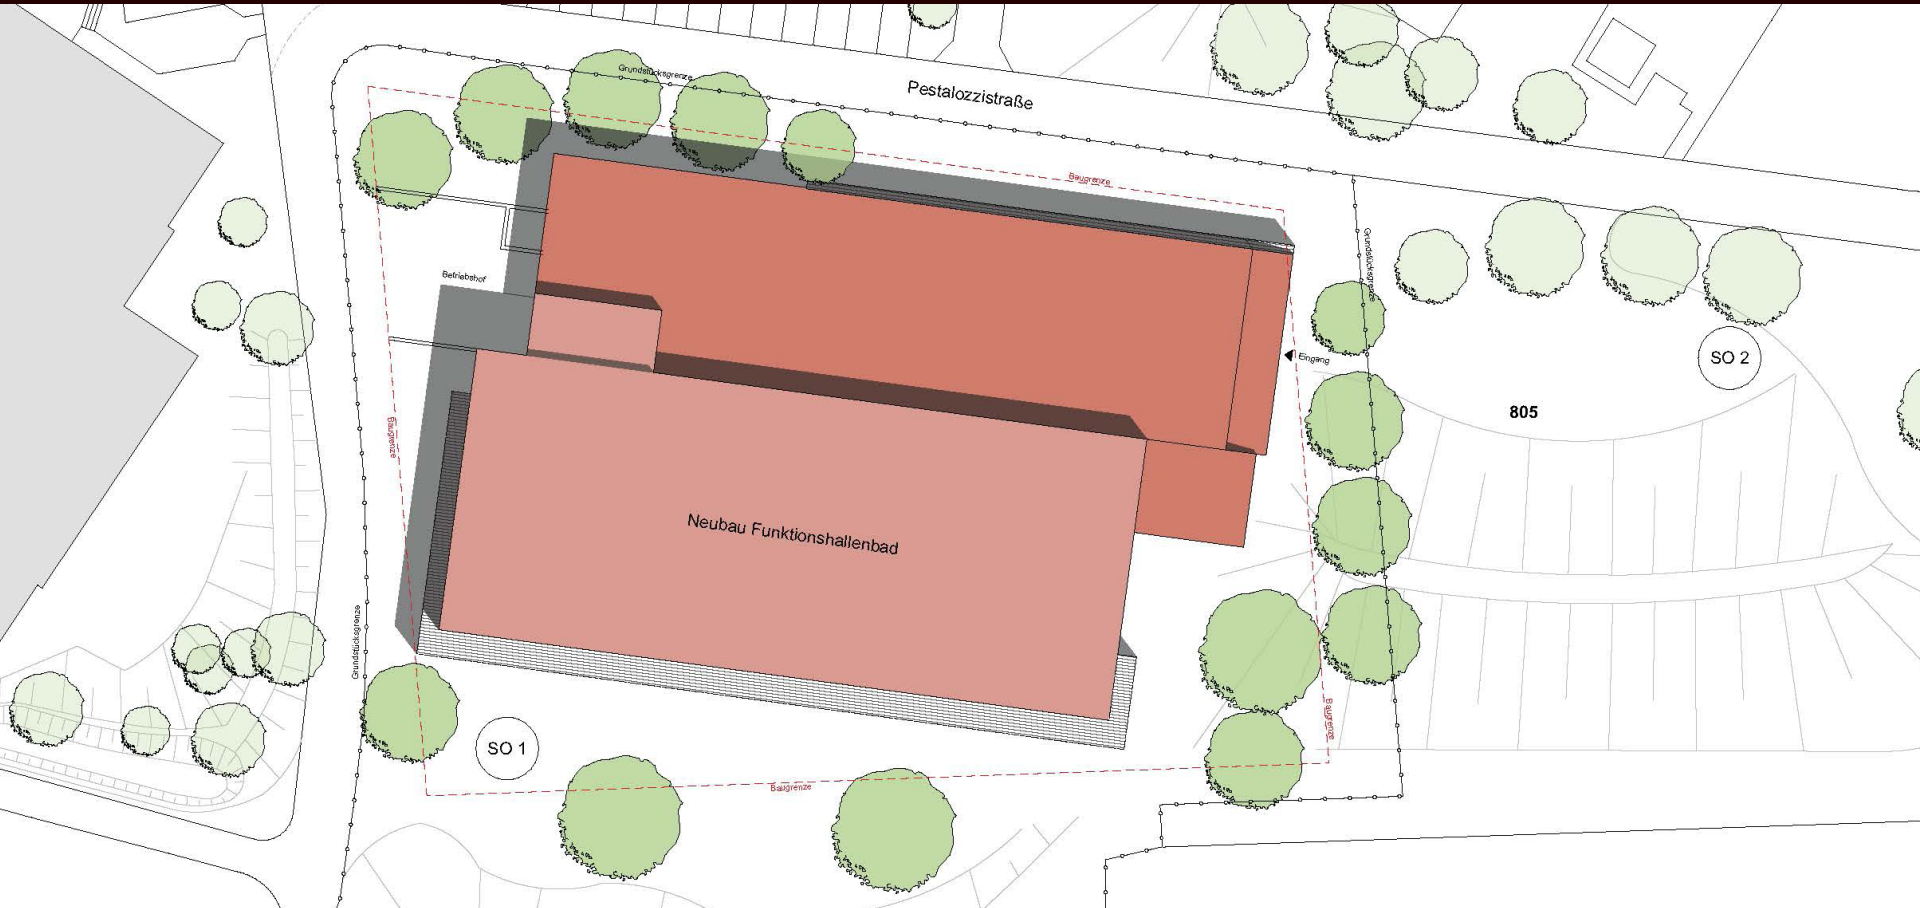 Grundstücksgrenze
Pestalozzistraße
Baugrenze
Grundstücksgrenze
Betriebshof
Eingang
SO 2
805
Baugrenze
Neubau Funktionshallenbad
Grundstücksgrenze
SO 1
Baugrenze
Baugrenze